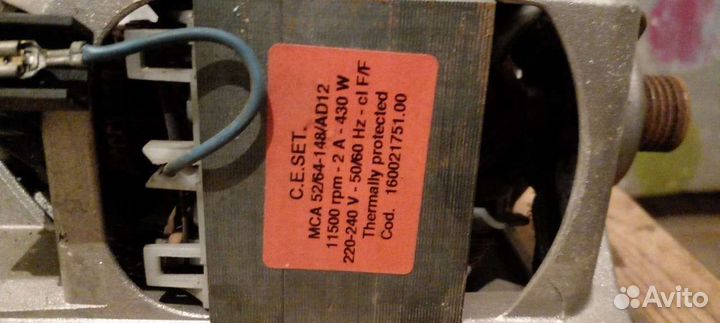 C.E.SET.
MCA 52/64-148/AD12
11500 rpm - 2 A - 430 W
220-240 V - 50/60 Hz - cl F/F
Thermally protected
Cod. 160021751.00
Avito